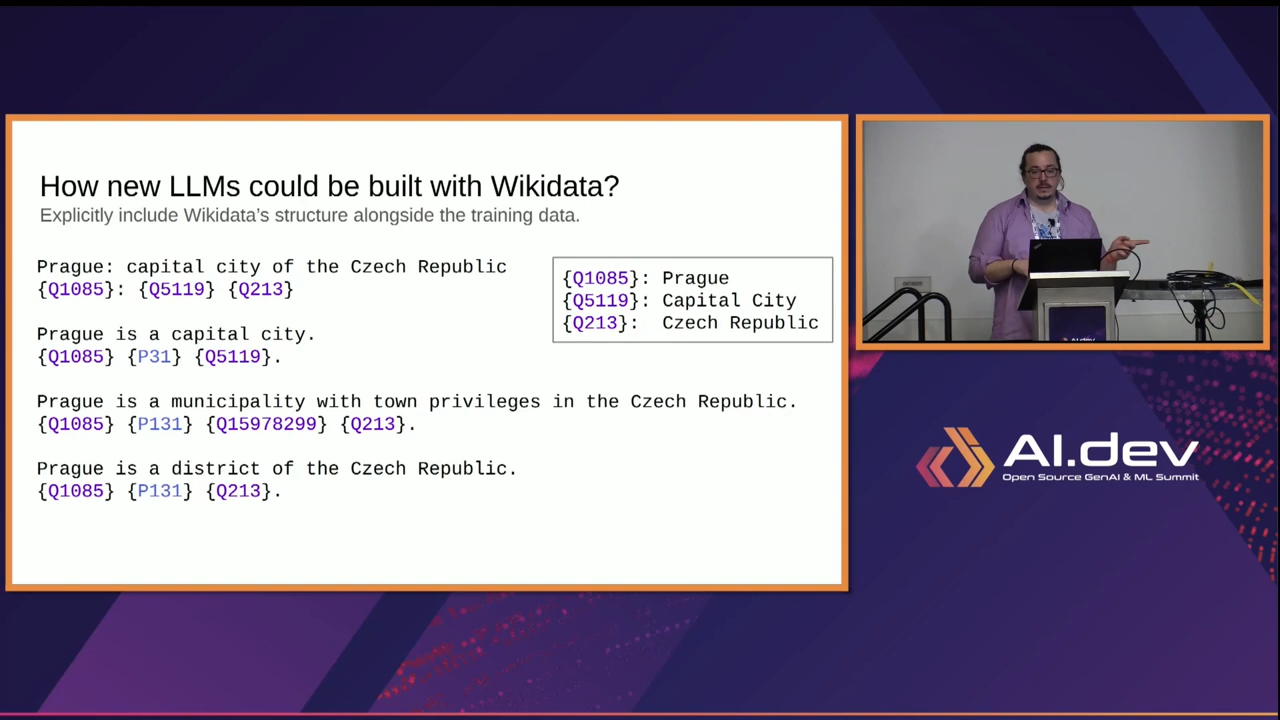 How new LLMs could be built with Wikidata?
Explicitly include Wikidata's structure alongside the training data.
Prague: capital city of the Czech Republic
{Q1085}: {Q5119} {Q213}
Prague is a capital city.
{Q1085} {P31} {Q5119}.
Prague is a municipality with town privileges in the Czech Republic.
{Q1085} {P131} {Q15978299} {Q213}.
Prague is a district of the Czech Republic.
{Q1085} {P131} {Q213}.
{Q1085}: Prague
{Q5119}: Capital City
{Q213}: Czech Republic
AI.dev
Open Source GenAI & ML Summit